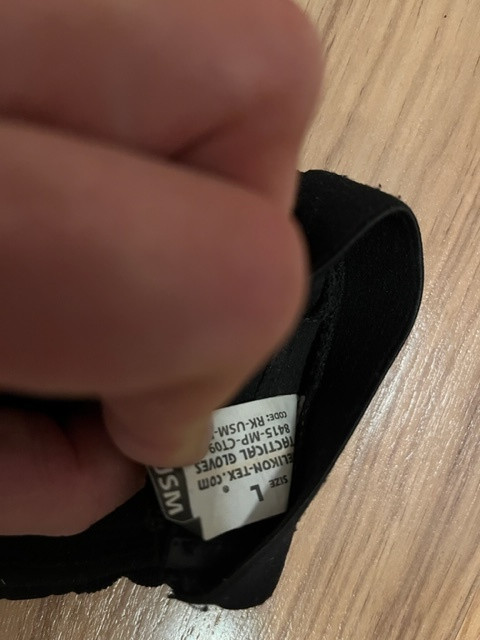 SIZE L
ELIKON-TEX.com
TACTICAL GLOVES
8415-MP-CT09
CODE: RK-USM-
USM